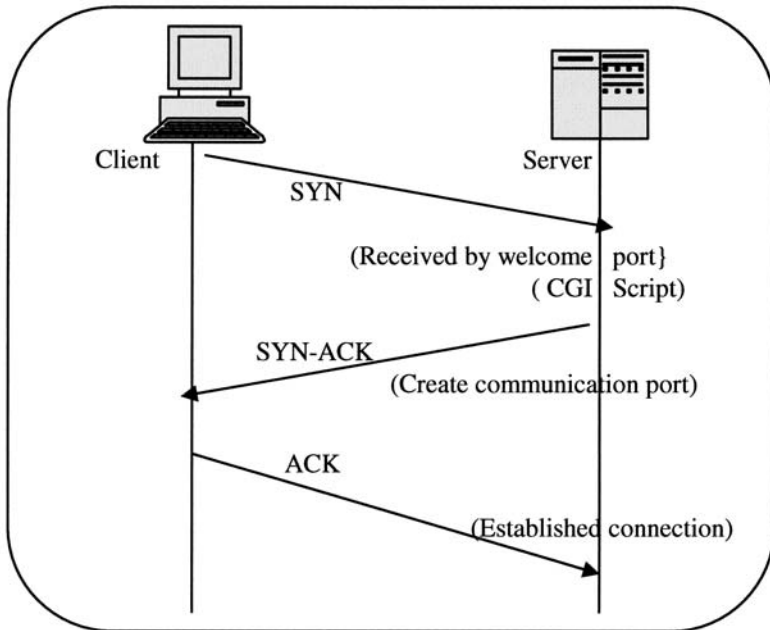 Client
Server
SYN
(Received by welcome port}
( CGI Script)
SYN-ACK
(Create communication port)
ACK
(Established connection)